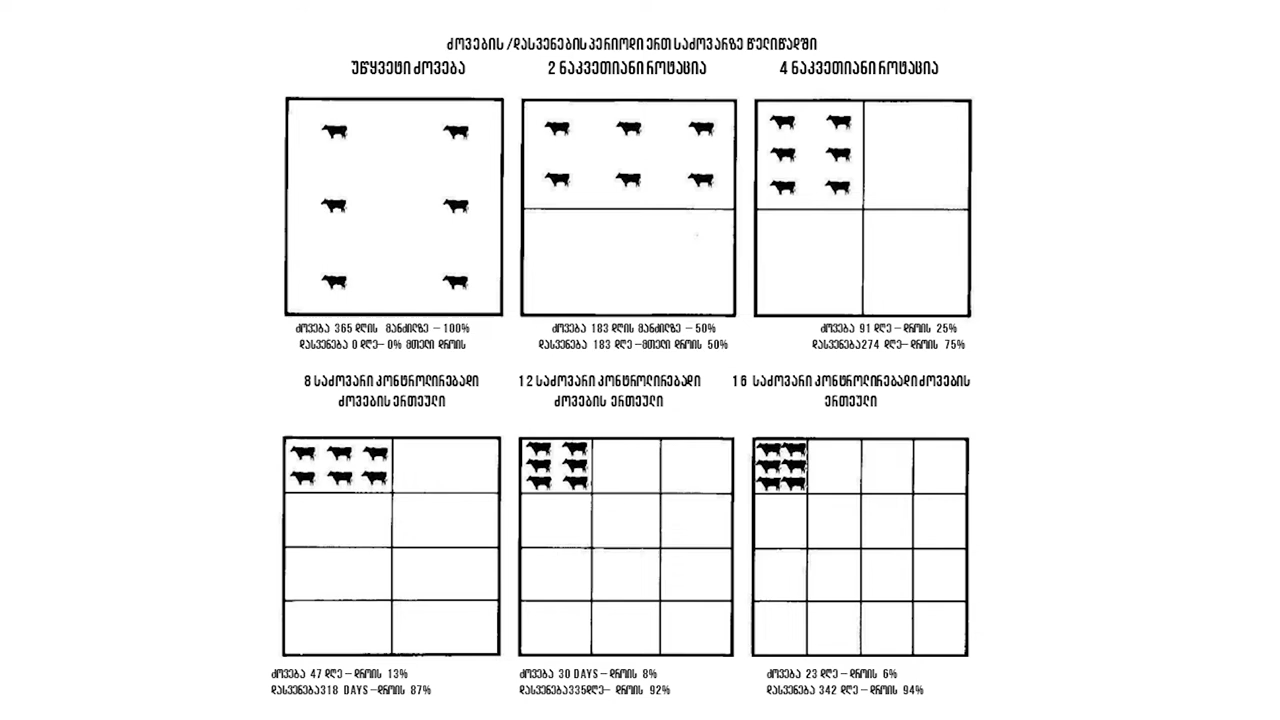 ძოვების /დასვენების პერიოდი ერთ საძოვარზე წელიწადში
უწყვეტი ძოვება
2 ნაკვეთიანი როტაცია
4 ნაკვეთიანი როტაცია
ძოვება 365 დღის მანძილზე – 100%
დასვენება 0 დღე– 0% მთელი დროის
ძოვება 183 დღის მანძილზე – 50%
დასვენება 183 დღე –მთელი დროის 50%
ძოვება 91 დღე – დროის 25%
დასვენება274 დღე– დროის 75%
8 საძოვარი კონტროლირებადი
ძოვების ერთეული
12 საძოვარი კონტროლირებადი
ძოვების ერთეული
16 საძოვარი კონტროლირებადი ძოვების
ერთეული
ძოვება 47 დღე – დროის 13%
დასვენება318 DAYS –დროის 87%
ძოვება 30 DAYS – დროის 8%
დასვენება335დღე– დროის 92%
ძოვება 23 დღე – დროის 6%
დასვენება 342 დღე – დროის 94%